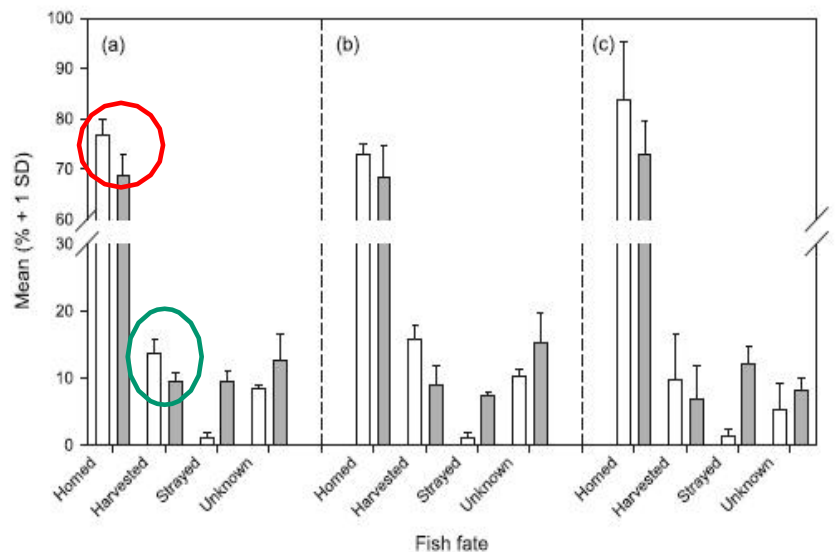 Mean (% + 1 SD)
100
90
80
70
60
30
20
10
0
(a)
(b)
(c)
Homed
Harvested
Strayed
Unknown
Homed
Harvested
Strayed
Unknown
Homed
Harvested
Strayed
Unknown
Fish fate